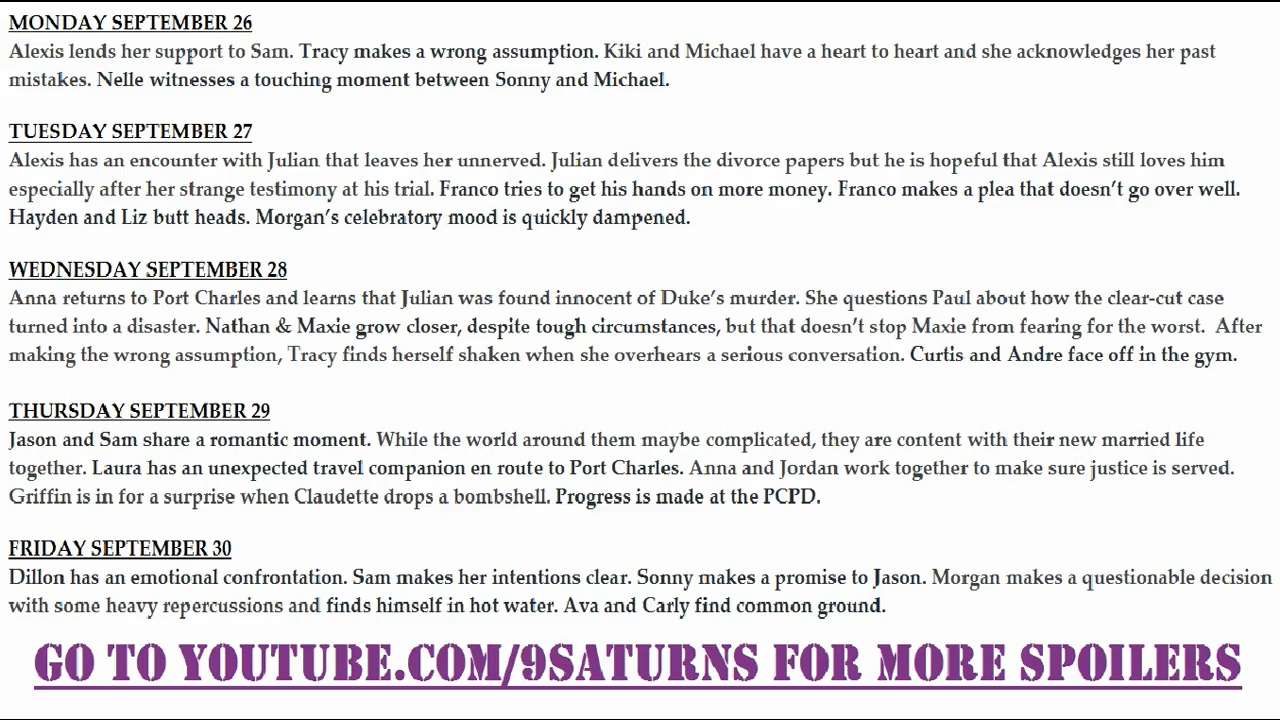 MONDAY SEPTEMBER 26
Alexis lends her support to Sam. Tracy makes a wrong assumption. Kiki and Michael have a heart to heart and she acknowledges her past
mistakes. Nelle witnesses a touching moment between Sonny and Michael.
TUESDAY SEPTEMBER 27
Alexis has an encounter with Julian that leaves her unnerved. Julian delivers the divorce papers but he is hopeful that Alexis still loves him
especially after her strange testimony at his trial. Franco tries to get his hands on more money. Franco makes a plea that doesn't go over well.
Hayden and Liz butt heads. Morgan's celebratory mood is quickly dampened.
WEDNESDAY SEPTEMBER 28
Anna returns to Port Charles and learns that Julian was found innocent of Duke's murder. She questions Paul about how the clear-cut case
turned into a disaster. Nathan & Maxie grow closer, despite tough circumstances, but that doesn't stop Maxie from fearing for the worst. After
making the wrong assumption, Tracy finds herself shaken when she overhears a serious conversation. Curtis and Andre face off in the gym.
THURSDAY SEPTEMBER 29
Jason and Sam share a romantic moment. While the world around them maybe complicated, they are content with their new married life
together. Laura has an unexpected travel companion en route to Port Charles. Anna and Jordan work together to make sure justice is served.
Griffin is in for a surprise when Claudette drops a bombshell. Progress is made at the PCPD.
FRIDAY SEPTEMBER 30
Dillon has an emotional confrontation. Sam makes her intentions clear. Sonny makes a promise to Jason. Morgan makes a questionable decision
with some heavy repercussions and finds himself in hot water. Ava and Carly find common ground.
GO TO YOUTUBE.COM/9SATURNS FOR MORE SPOILERS